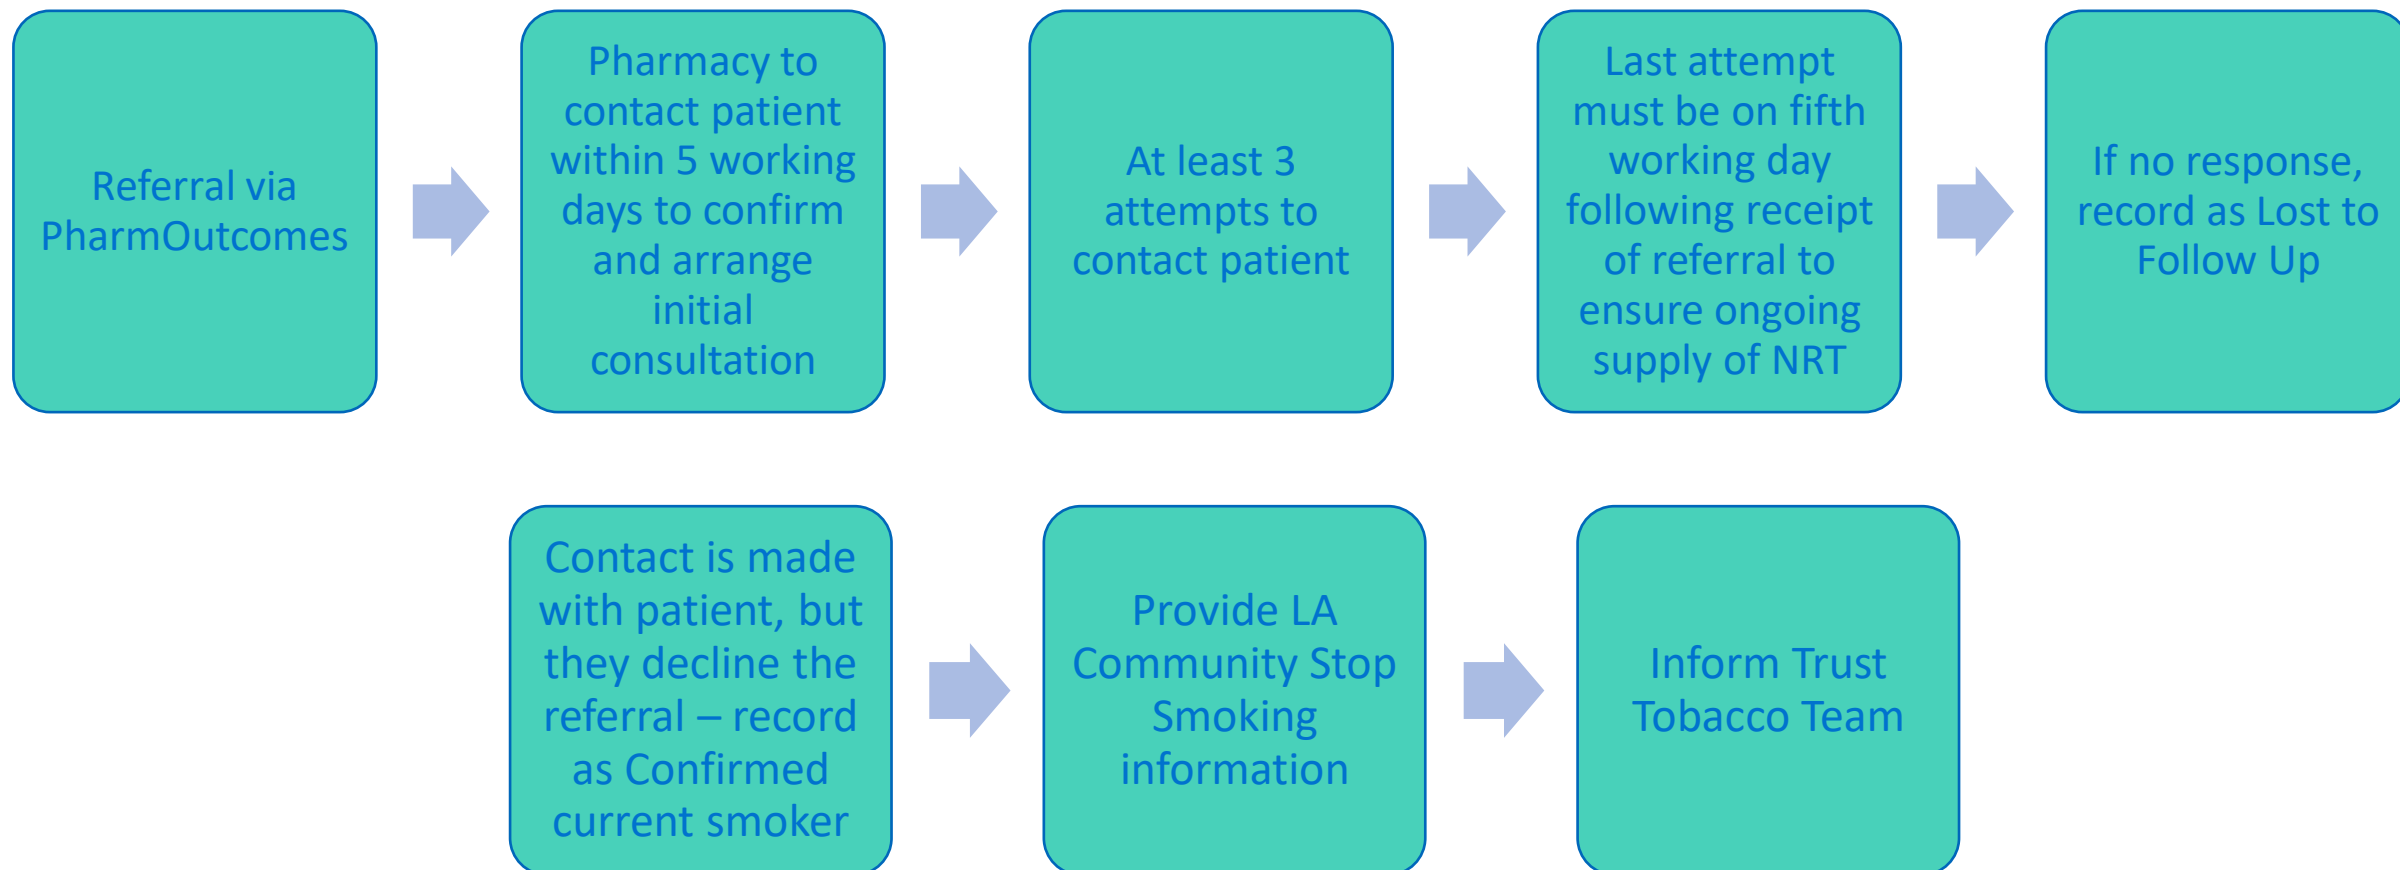 Referral via
PharmOutcomes
Pharmacy to
contact patient
within 5 working
days to confirm
and arrange
initial
consultation
At least 3
attempts to
contact patient
Last attempt
must be on fifth
working day
following receipt
of referral to
ensure ongoing
supply of NRT
If no response,
record as Lost to
Follow Up
Contact is made
with patient, but
they decline the
referral – record
as Confirmed
current smoker
Provide LA
Community Stop
Smoking
information
Inform Trust
Tobacco Team